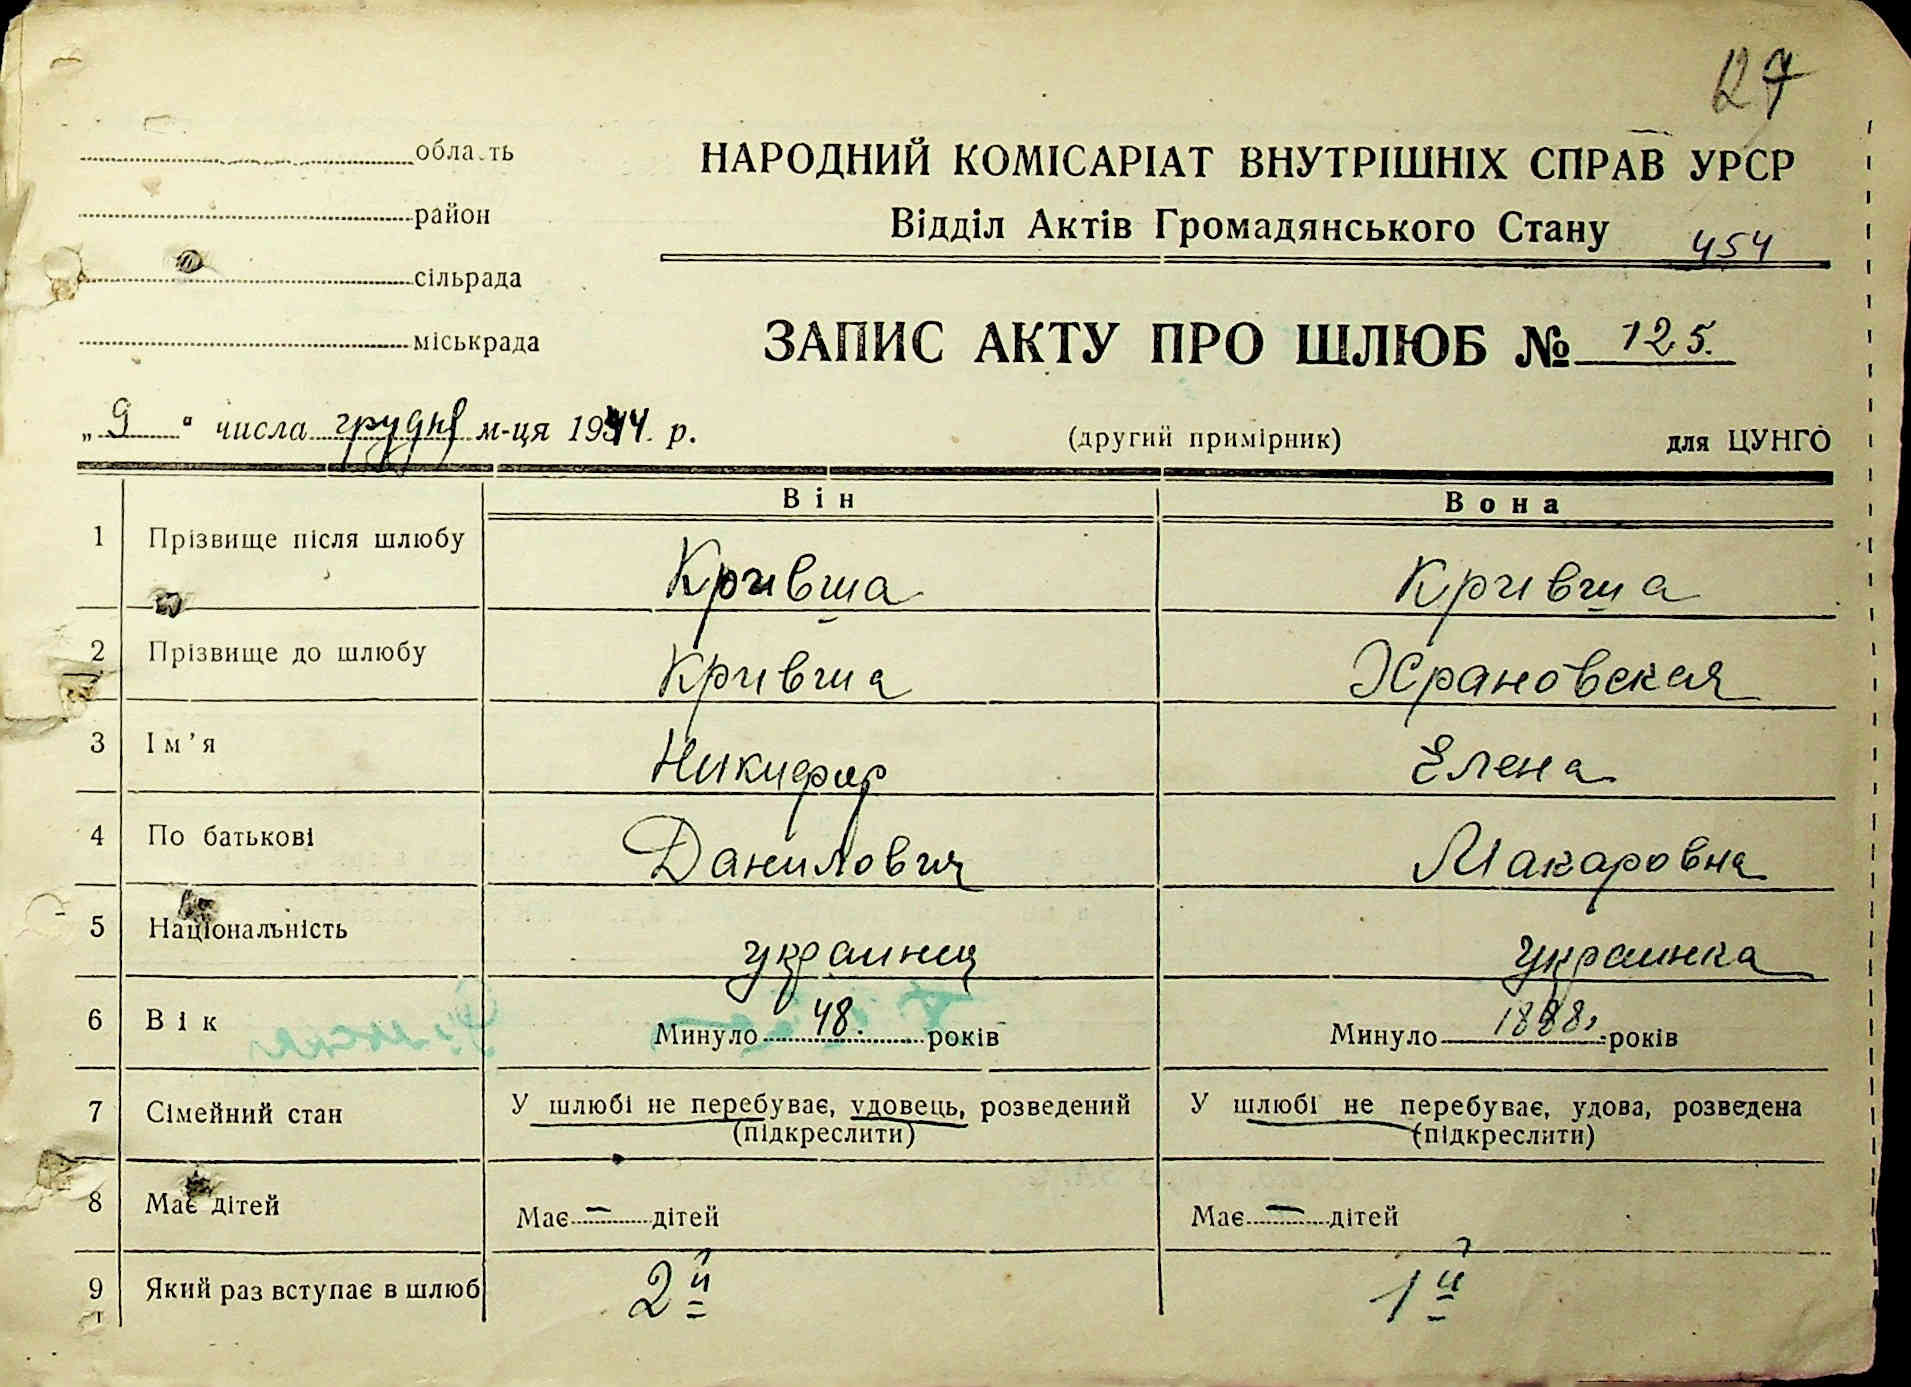 127
область
НАРОДНИЙ КОМІСАРІАТ ВНУТРІШНІХ СПРАВ УРСР
район
Відділ Актів Громадянського Стану 454
сільрада
міськрада
ЗАПИС АКТУ ПРО ШЛЮБ № 125.
„ 9 " числа грудня м-ця 1944 р.
(другий примірник) для ЦУНГО
Він Вона
1 Прізвище після шлюбу Кривша Кривша
2 Прізвище до шлюбу Кривша Храновская
3 Ім'я Никифор Елена
4 По батькові Данилович Макаровна
5 Національність украинец украинка
6 Вік Минуло 48. років Минуло 1898. років
7 Сімейний стан У шлюбі не перебуває, удовець, розведений У шлюбі не перебуває, удова, розведена
(підкреслити) (підкреслити)
8 Має дітей Має — дітей Має — дітей
9 Який раз вступає в шлюб 2й 1й